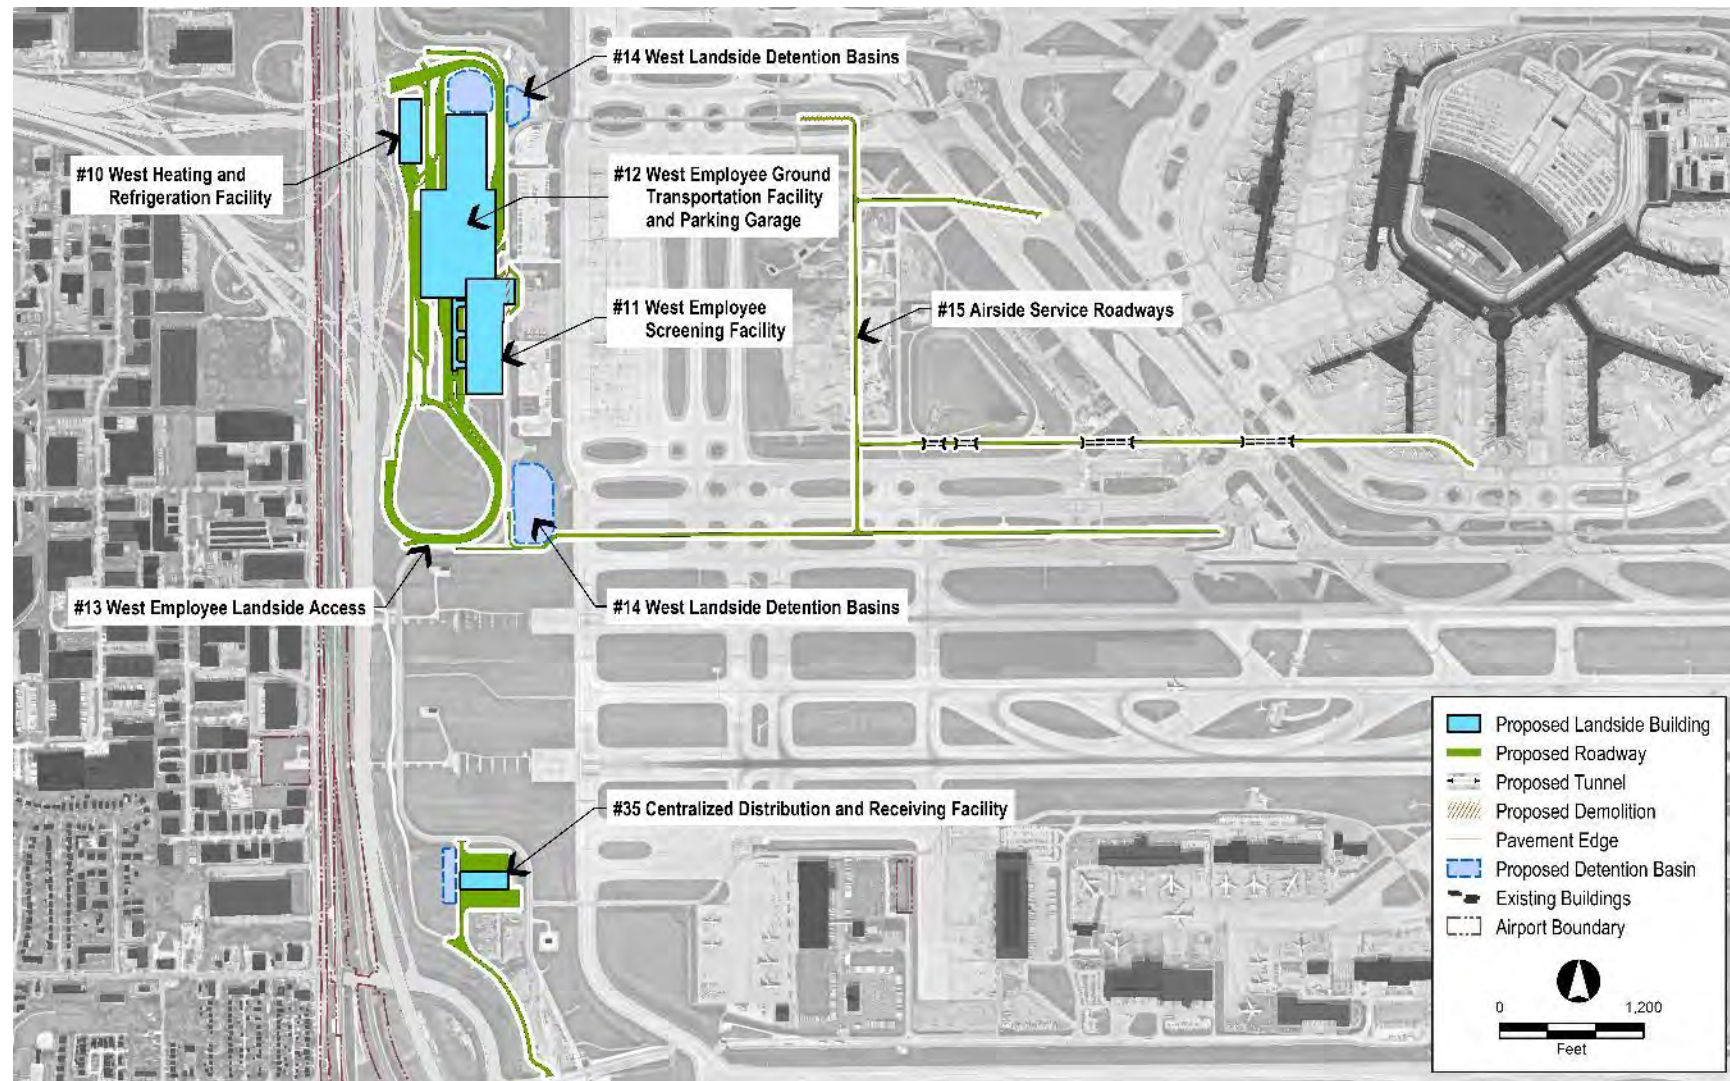 #14 West Landside Detention Basins
#10 West Heating and
Refrigeration Facility
#12 West Employee Ground
Transportation Facility
and Parking Garage
#11 West Employee
Screening Facility
#15 Airside Service Roadways
#13 West Employee Landside Access
#14 West Landside Detention Basins
#35 Centralized Distribution and Receiving Facility
Proposed Landside Building
Proposed Roadway
Proposed Tunnel
Proposed Demolition
Pavement Edge
Proposed Detention Basin
Existing Buildings
Airport Boundary
0 1,200
Feet